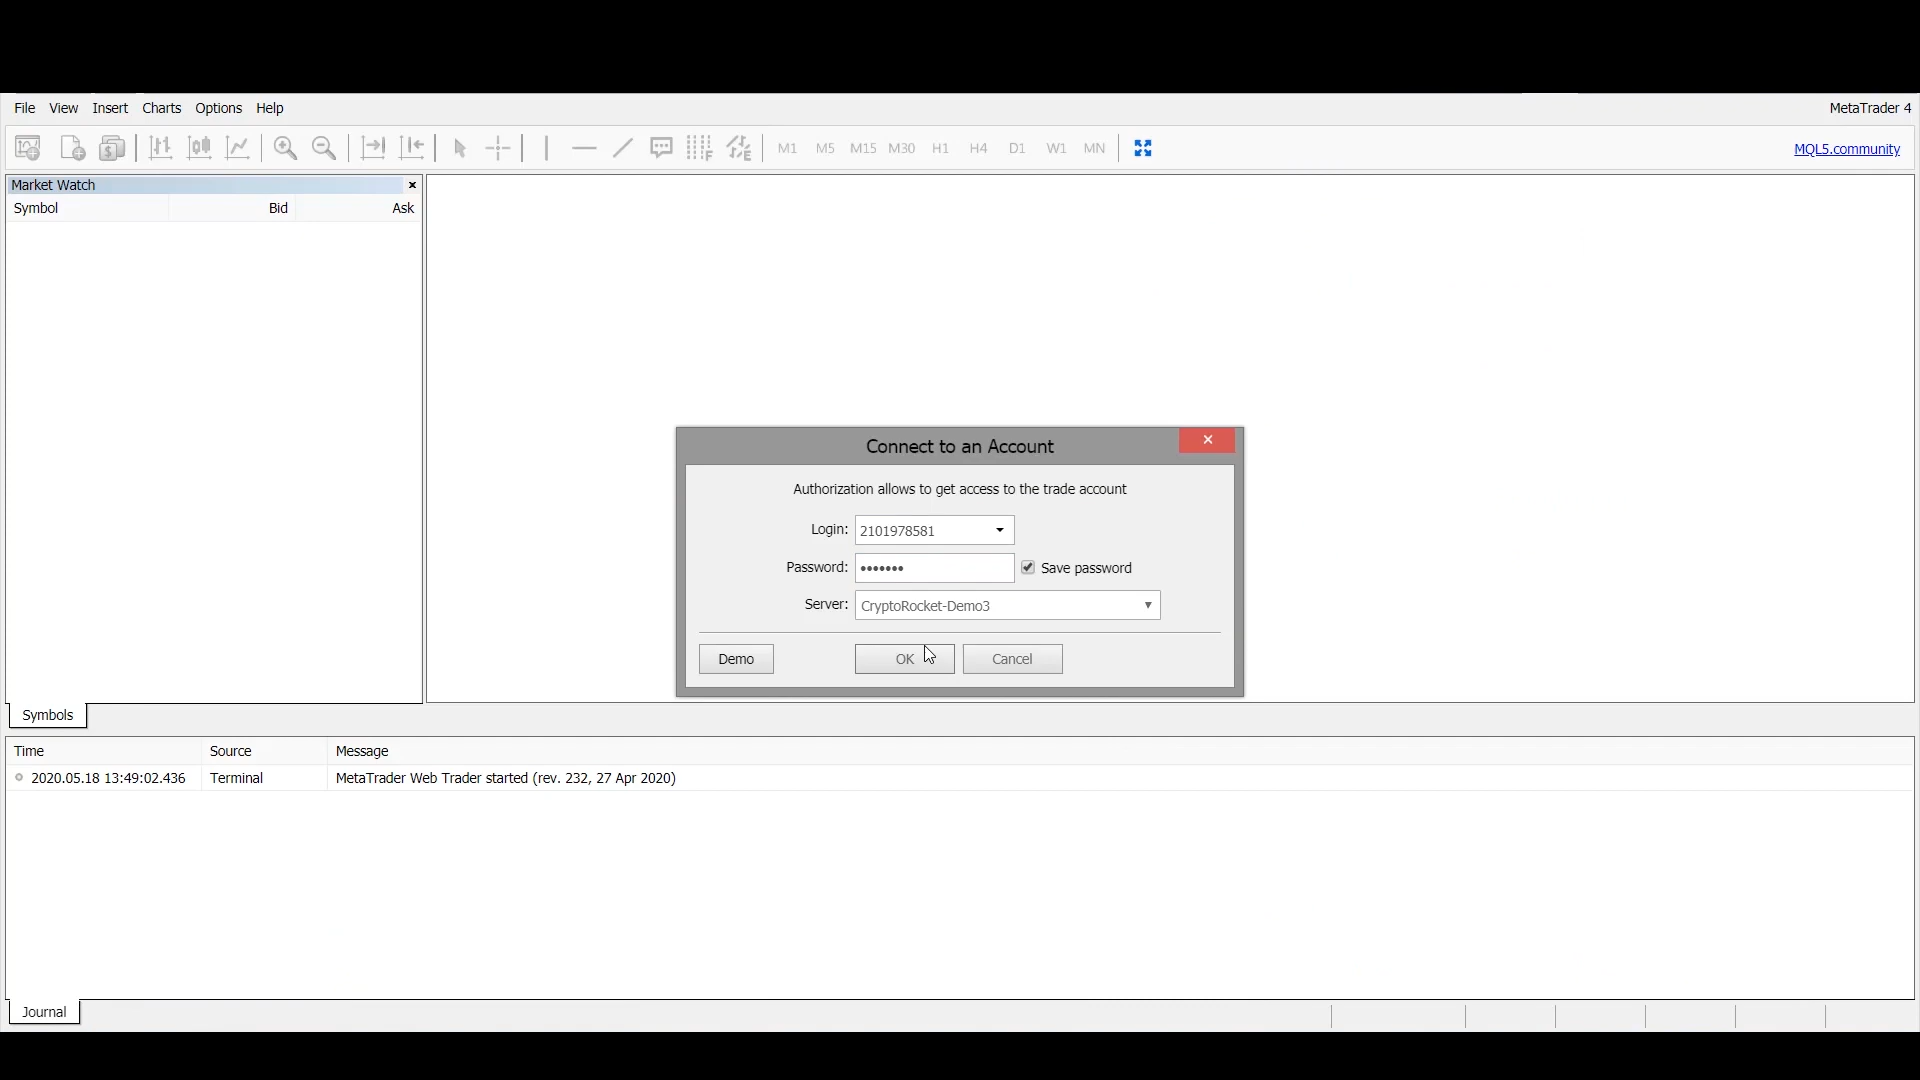 File View Insert Charts Options Help MetaTrader 4
M1 M5 M15 M30 H1 H4 D1 W1 MN MQL5.community
Market Watch
Symbol Bid Ask
Connect to an Account
Authorization allows to get access to the trade account
Login: 2101978581
Password: ••••••• Save password
Server: CryptoRocket-Demo3
Demo OK Cancel
Symbols
Time Source Message
2020.05.18 13:49:02.436 Terminal MetaTrader Web Trader started (rev. 232, 27 Apr 2020)
Journal